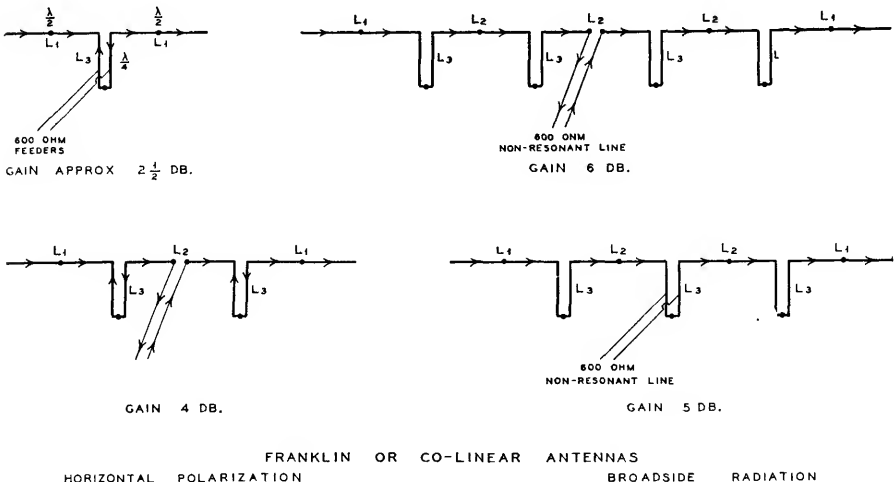 λ/2 λ/2
L1 L1
L3 λ/4
600 OHM
FEEDERS
GAIN APPROX 2 1/2 DB.
L1 L2 L2 L2 L1
L3 L3 L3 L
600 OHM
NON-RESONANT LINE
GAIN 6 DB.
L1 L2 L1
L3 L3
GAIN 4 DB.
L1 L2 L2 L1
L3 L3 L3
600 OHM
NON-RESONANT LINE
GAIN 5 DB.
FRANKLIN OR CO-LINEAR ANTENNAS
HORIZONTAL POLARIZATION BROADSIDE RADIATION